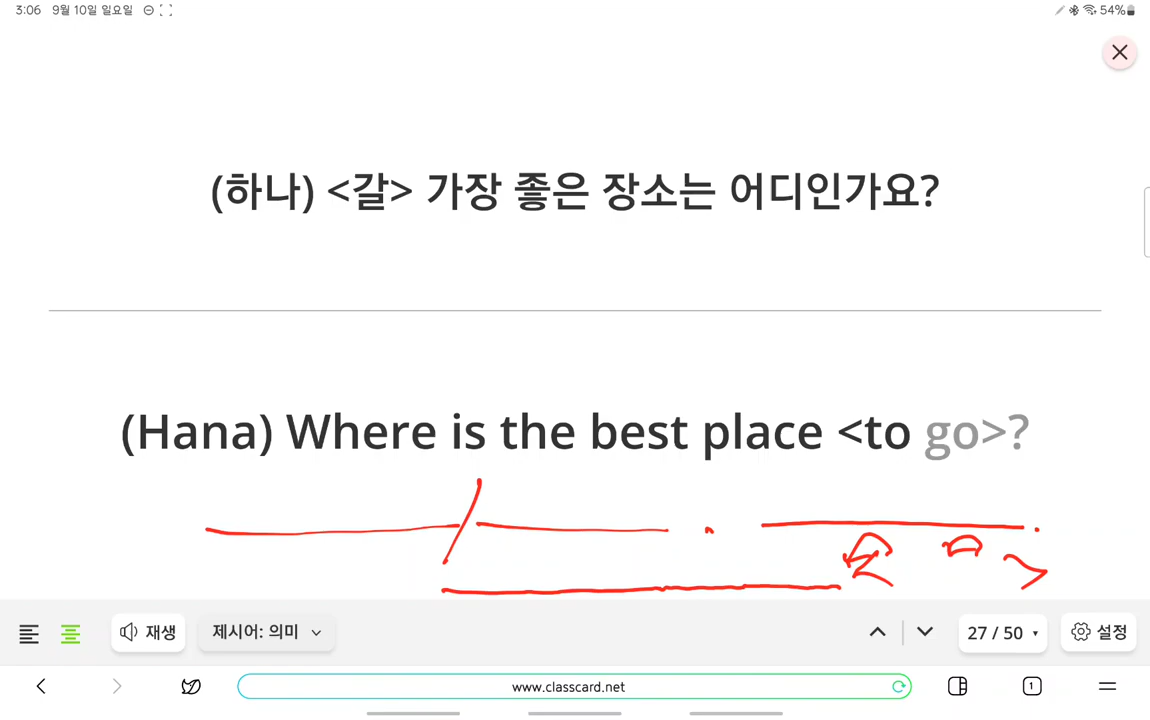 3:06 9월 10일 일요일 54%
(하나) <갈> 가장 좋은 장소는 어디인가요?
(Hana) Where is the best place <to go>?
재생 제시어: 의미 27 / 50 설정
www.classcard.net 1